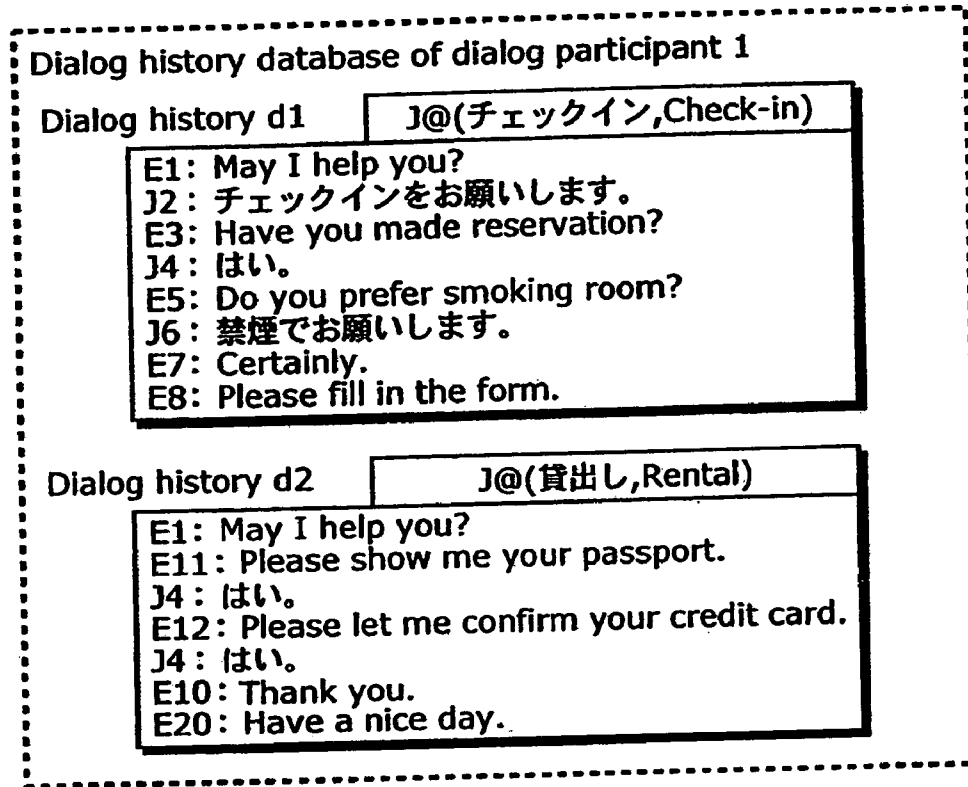 Dialog history database of dialog participant 1
Dialog history d1
J@(チェックイン,Check-in)
E1: May I help you?
J2: チェックインをお願いします。
E3: Have you made reservation?
J4: はい。
E5: Do you prefer smoking room?
J6: 禁煙でお願いします。
E7: Certainly.
E8: Please fill in the form.
Dialog history d2
J@(貸出し,Rental)
E1: May I help you?
E11: Please show me your passport.
J4: はい。
E12: Please let me confirm your credit card.
J4: はい。
E10: Thank you.
E20: Have a nice day.